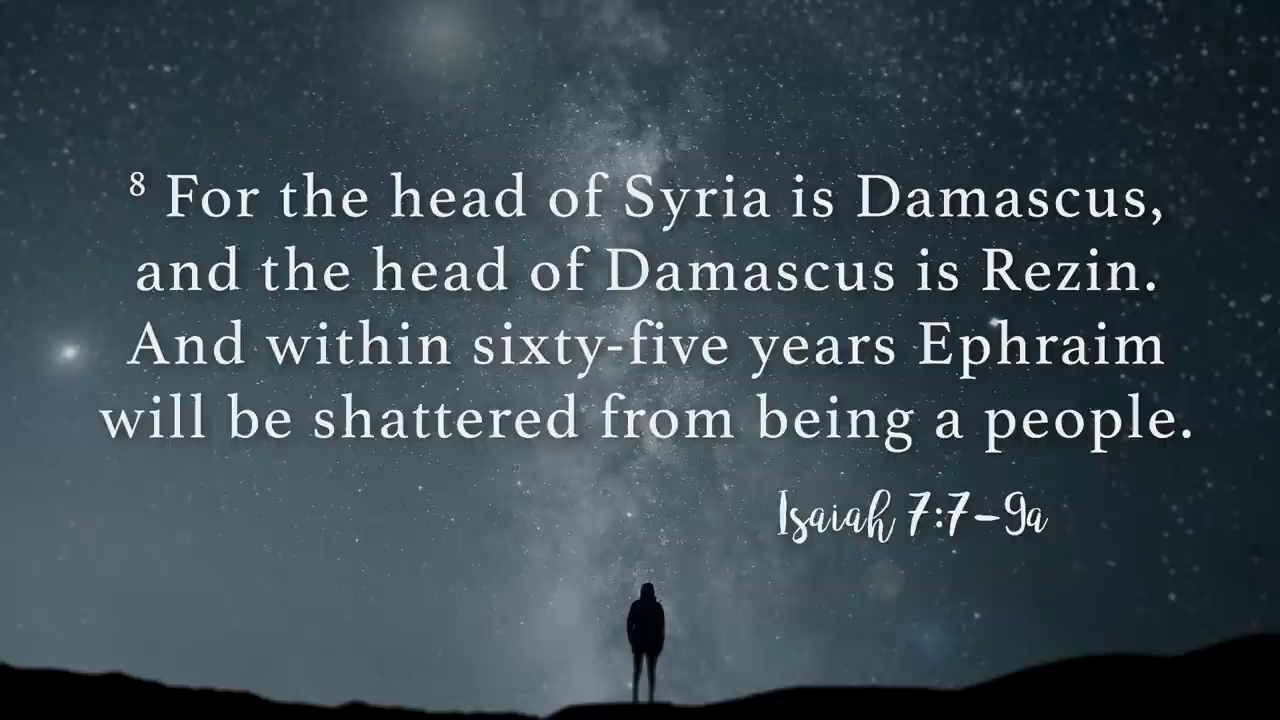 ⁸ For the head of Syria is Damascus,
and the head of Damascus is Rezin.
And within sixty-five years Ephraim
will be shattered from being a people.
Isaiah 7:7–9a